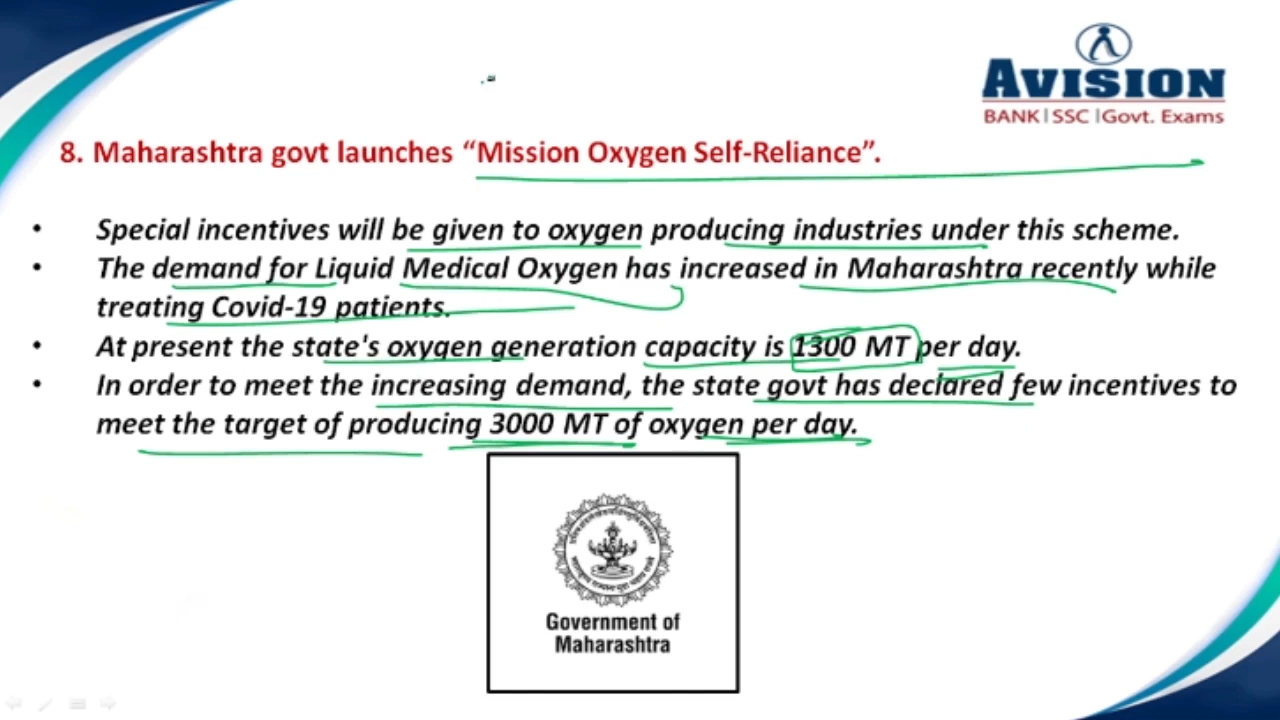 AVISION
BANK|SSC|Govt. Exams
8. Maharashtra govt launches “Mission Oxygen Self-Reliance”.
• Special incentives will be given to oxygen producing industries under this scheme.
• The demand for Liquid Medical Oxygen has increased in Maharashtra recently while
treating Covid-19 patients.
• At present the state's oxygen generation capacity is 1300 MT per day.
• In order to meet the increasing demand, the state govt has declared few incentives to
meet the target of producing 3000 MT of oxygen per day.
Government of
Maharashtra